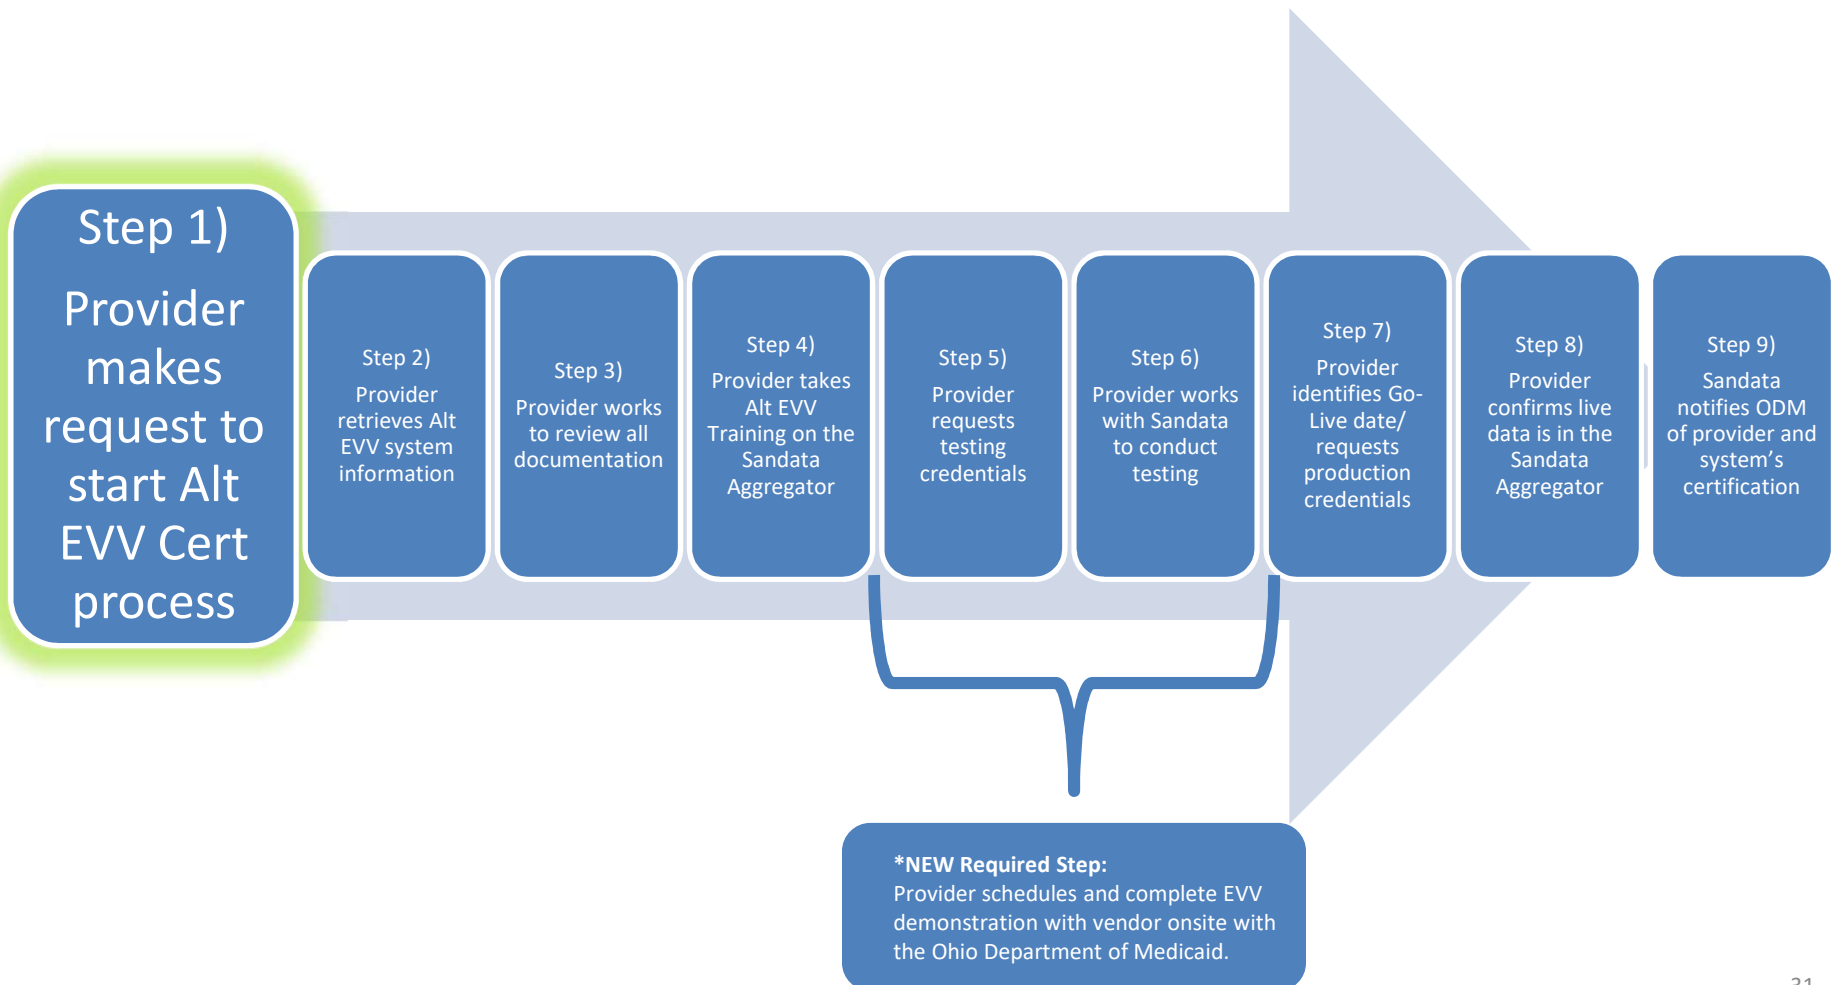 Step 1)
Provider
makes
request to
start Alt
EVV Cert
process
Step 2)
Provider
retrieves Alt
EVV system
information
Step 3)
Provider works
to review all
documentation
Step 4)
Provider takes
Alt EVV
Training on the
Sandata
Aggregator
Step 5)
Provider
requests
testing
credentials
Step 6)
Provider works
with Sandata
to conduct
testing
Step 7)
Provider
identifies Go-
Live date/
requests
production
credentials
Step 8)
Provider
confirms live
data is in the
Sandata
Aggregator
Step 9)
Sandata
notifies ODM
of provider and
system’s
certification
*NEW Required Step:
Provider schedules and complete EVV
demonstration with vendor onsite with
the Ohio Department of Medicaid.
31